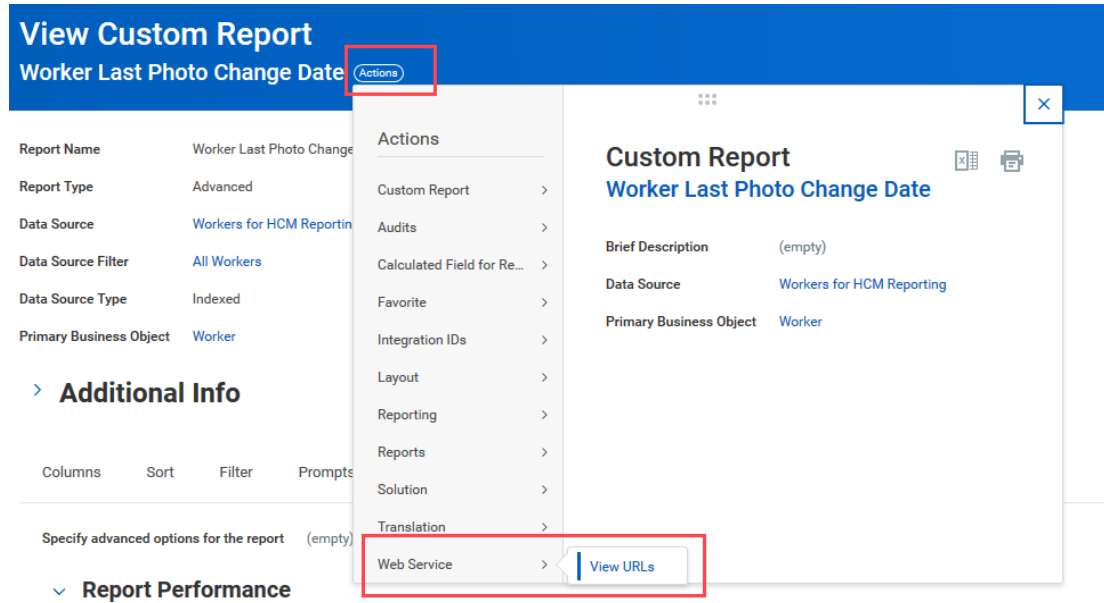 View Custom Report
Worker Last Photo Change Date Actions
Report Name Worker Last Photo Change
Report Type Advanced
Data Source Workers for HCM Reportin
Data Source Filter All Workers
Data Source Type Indexed
Primary Business Object Worker
Additional Info
Columns Sort Filter Prompts
Specify advanced options for the report (empty)
Report Performance
Actions
Custom Report
Audits
Calculated Field for Re...
Favorite
Integration IDs
Layout
Reporting
Reports
Solution
Translation
Web Service
View URLs
Custom Report
Worker Last Photo Change Date
Brief Description (empty)
Data Source Workers for HCM Reporting
Primary Business Object Worker